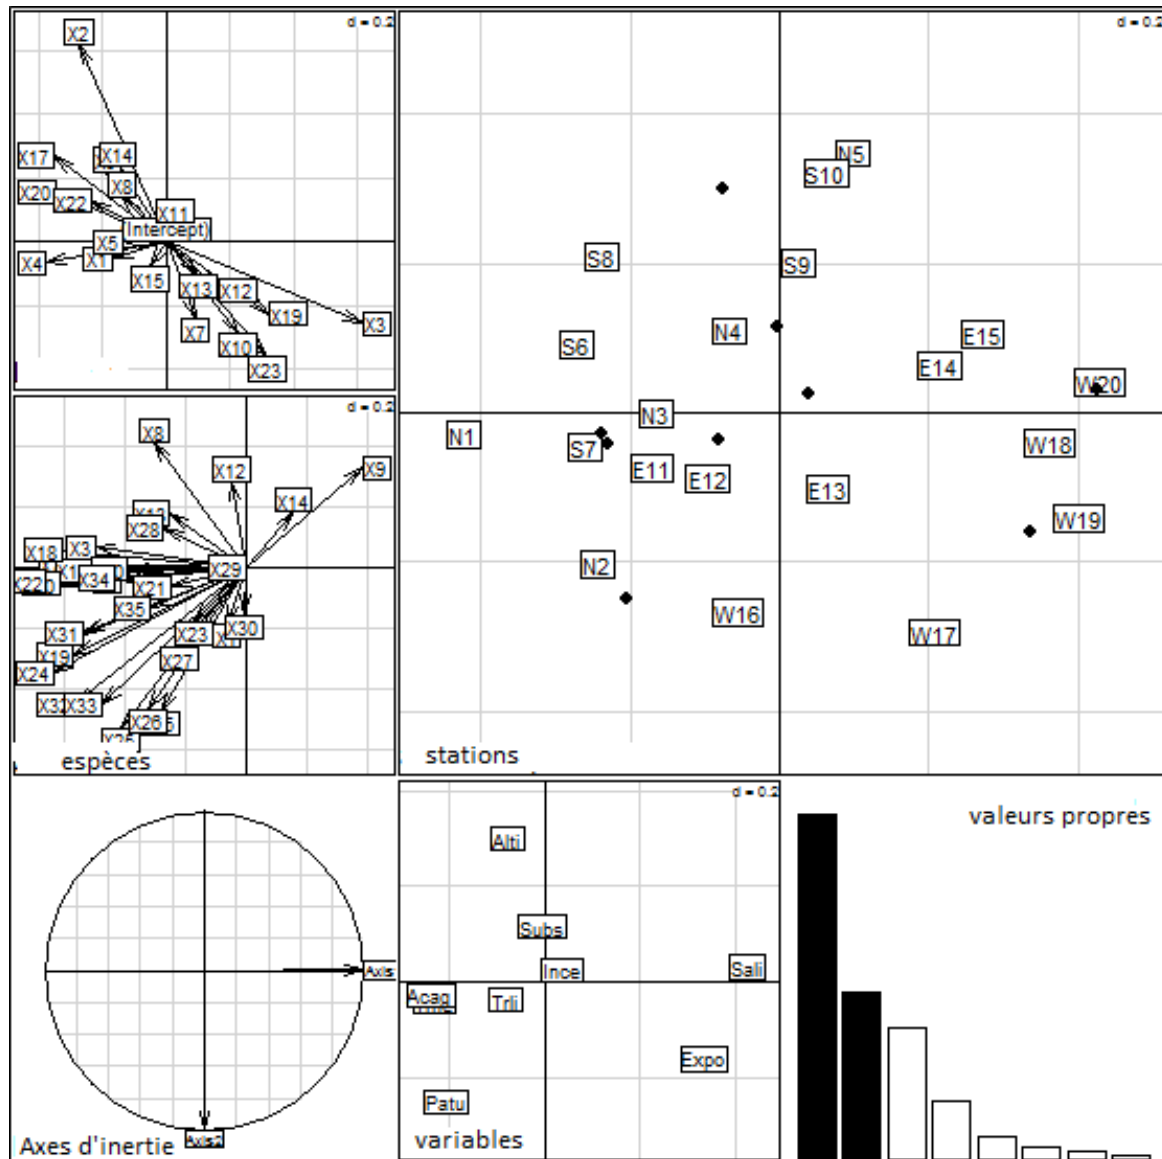 d = 0.2
X2
X17
X14
X20
X8
X22
X11
Intercept)
X5
X4
X1
X15
X13
X12
X19
X3
X7
X10
X23
d = 0.2
N5
S10
S8
S9
N4
S6
E15
E14
W20
N3
N1
S7
W18
E11
E12
E13
W19
N2
W16
W17
stations
d = 0.2
X8
X12
X9
X14
X28
X18
X3
X29
X34
X22
X21
X35
X31
X23
X30
X19
X24
X27
X33
X26
espèces
Axis
Axis2
Axes d'inertie
d = 0.2
Alti
Subs
Ince
Sali
Acag
Trli
Expo
Patu
variables
valeurs propres